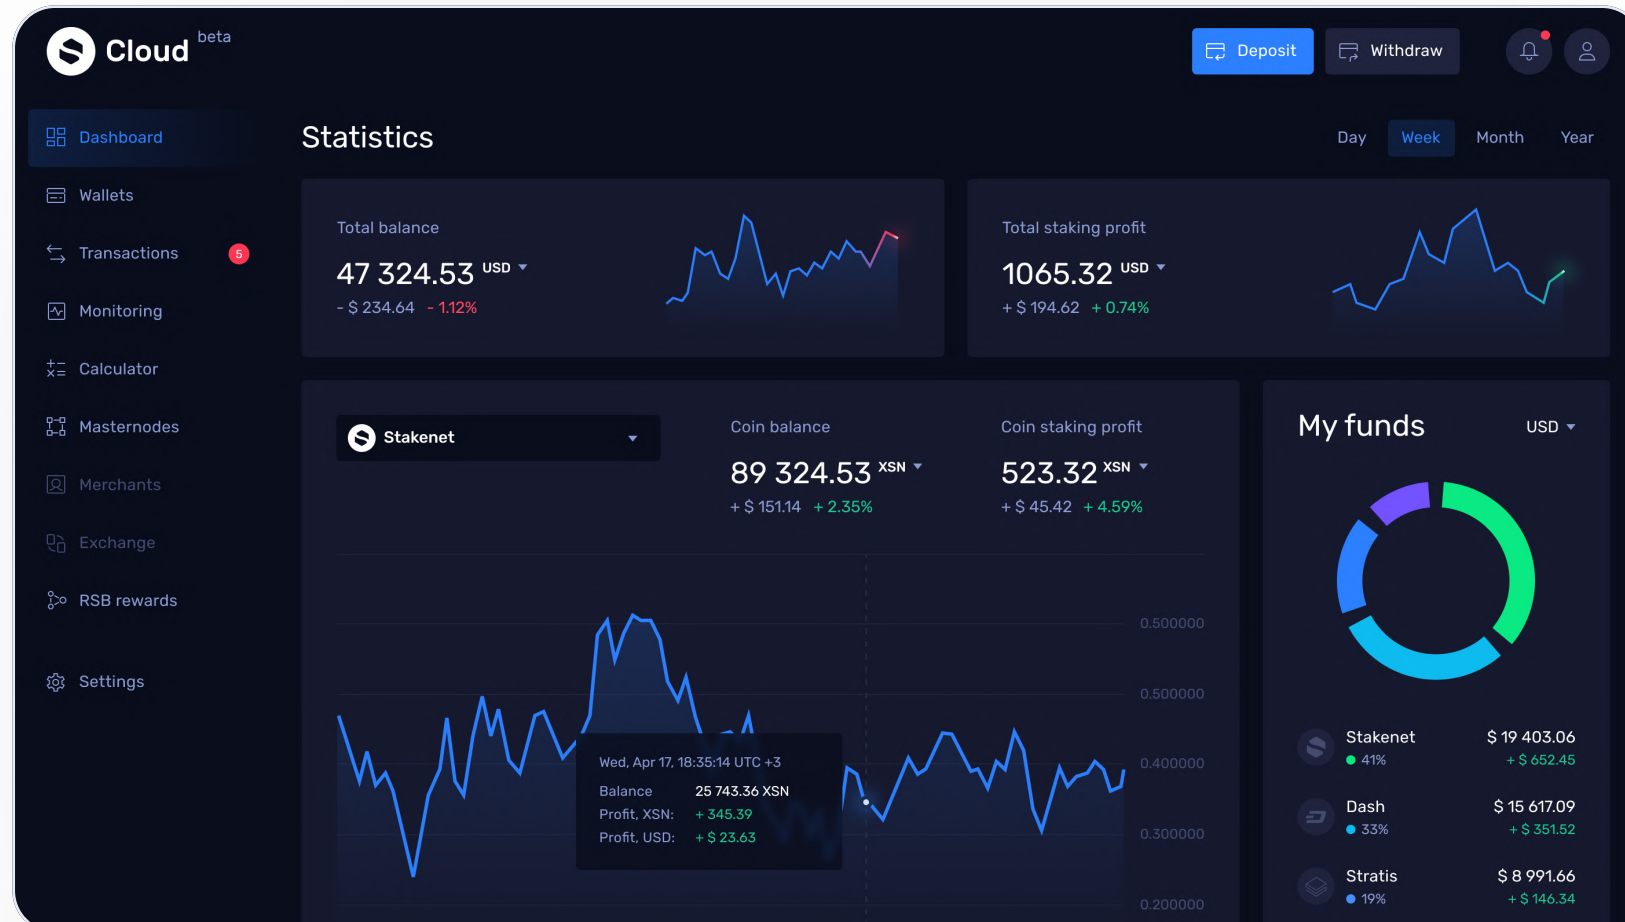 Cloud beta
Deposit
Withdraw
Dashboard
Wallets
Transactions 5
Monitoring
Calculator
Masternodes
Merchants
Exchange
RSB rewards
Settings
Statistics
Day Week Month Year
Total balance
47 324.53 USD
- $ 234.64 - 1.12%
Total staking profit
1065.32 USD
+ $ 194.62 + 0.74%
Stakenet
Coin balance
89 324.53 XSN
+ $ 151.14 + 2.35%
Coin staking profit
523.32 XSN
+ $ 45.42 + 4.59%
0.500000
0.500000
0.400000
0.300000
0.200000
Wed, Apr 17, 18:35:14 UTC +3
Balance 25 743.36 XSN
Profit, XSN: + 345.39
Profit, USD: + $ 23.63
My funds USD
Stakenet $ 19 403.06
41% + $ 652.45
Dash $ 15 617.09
33% + $ 351.52
Stratis $ 8 991.66
19% + $ 146.34